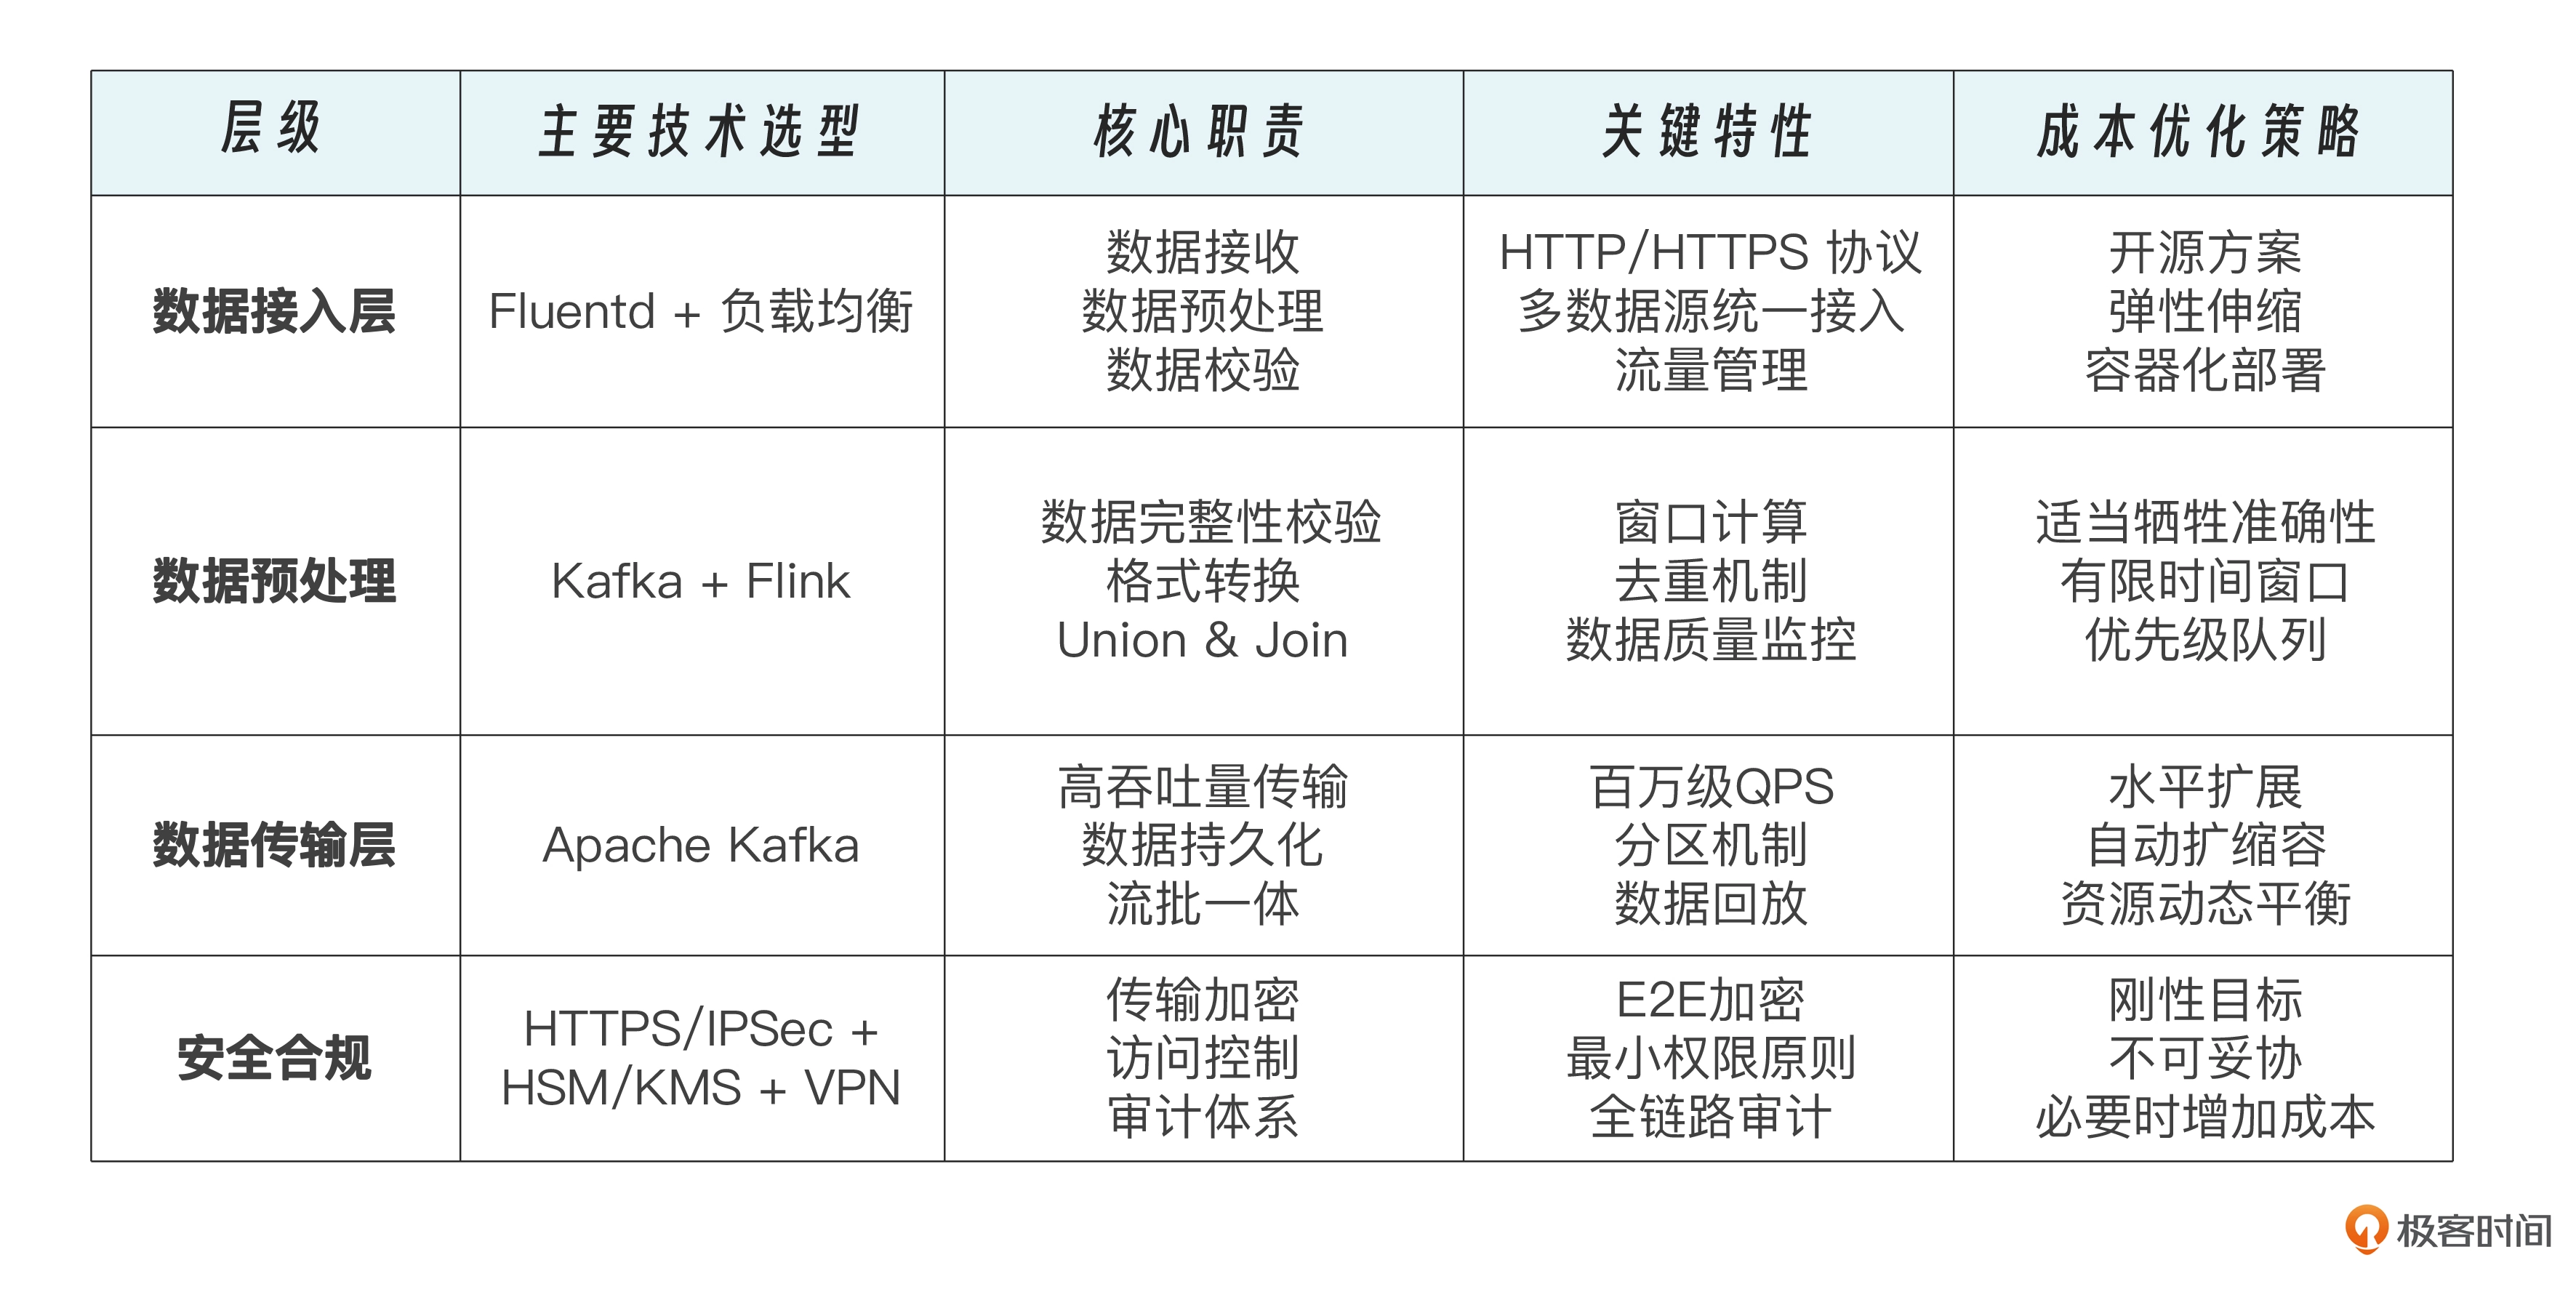 层级
主要技术选型
核心职责
关键特性
成本优化策略
数据接入层
Fluentd + 负载均衡
数据接收
数据预处理
数据校验
HTTP/HTTPS 协议
多数据源统一接入
流量管理
开源方案
弹性伸缩
容器化部署
数据预处理
Kafka + Flink
数据完整性校验
格式转换
Union & Join
窗口计算
去重机制
数据质量监控
适当牺牲准确性
有限时间窗口
优先级队列
数据传输层
Apache Kafka
高吞吐量传输
数据持久化
流批一体
百万级QPS
分区机制
数据回放
水平扩展
自动扩缩容
资源动态平衡
安全合规
HTTPS/IPSec +
HSM/KMS + VPN
传输加密
访问控制
审计体系
E2E加密
最小权限原则
全链路审计
刚性目标
不可妥协
必要时增加成本
极客时间